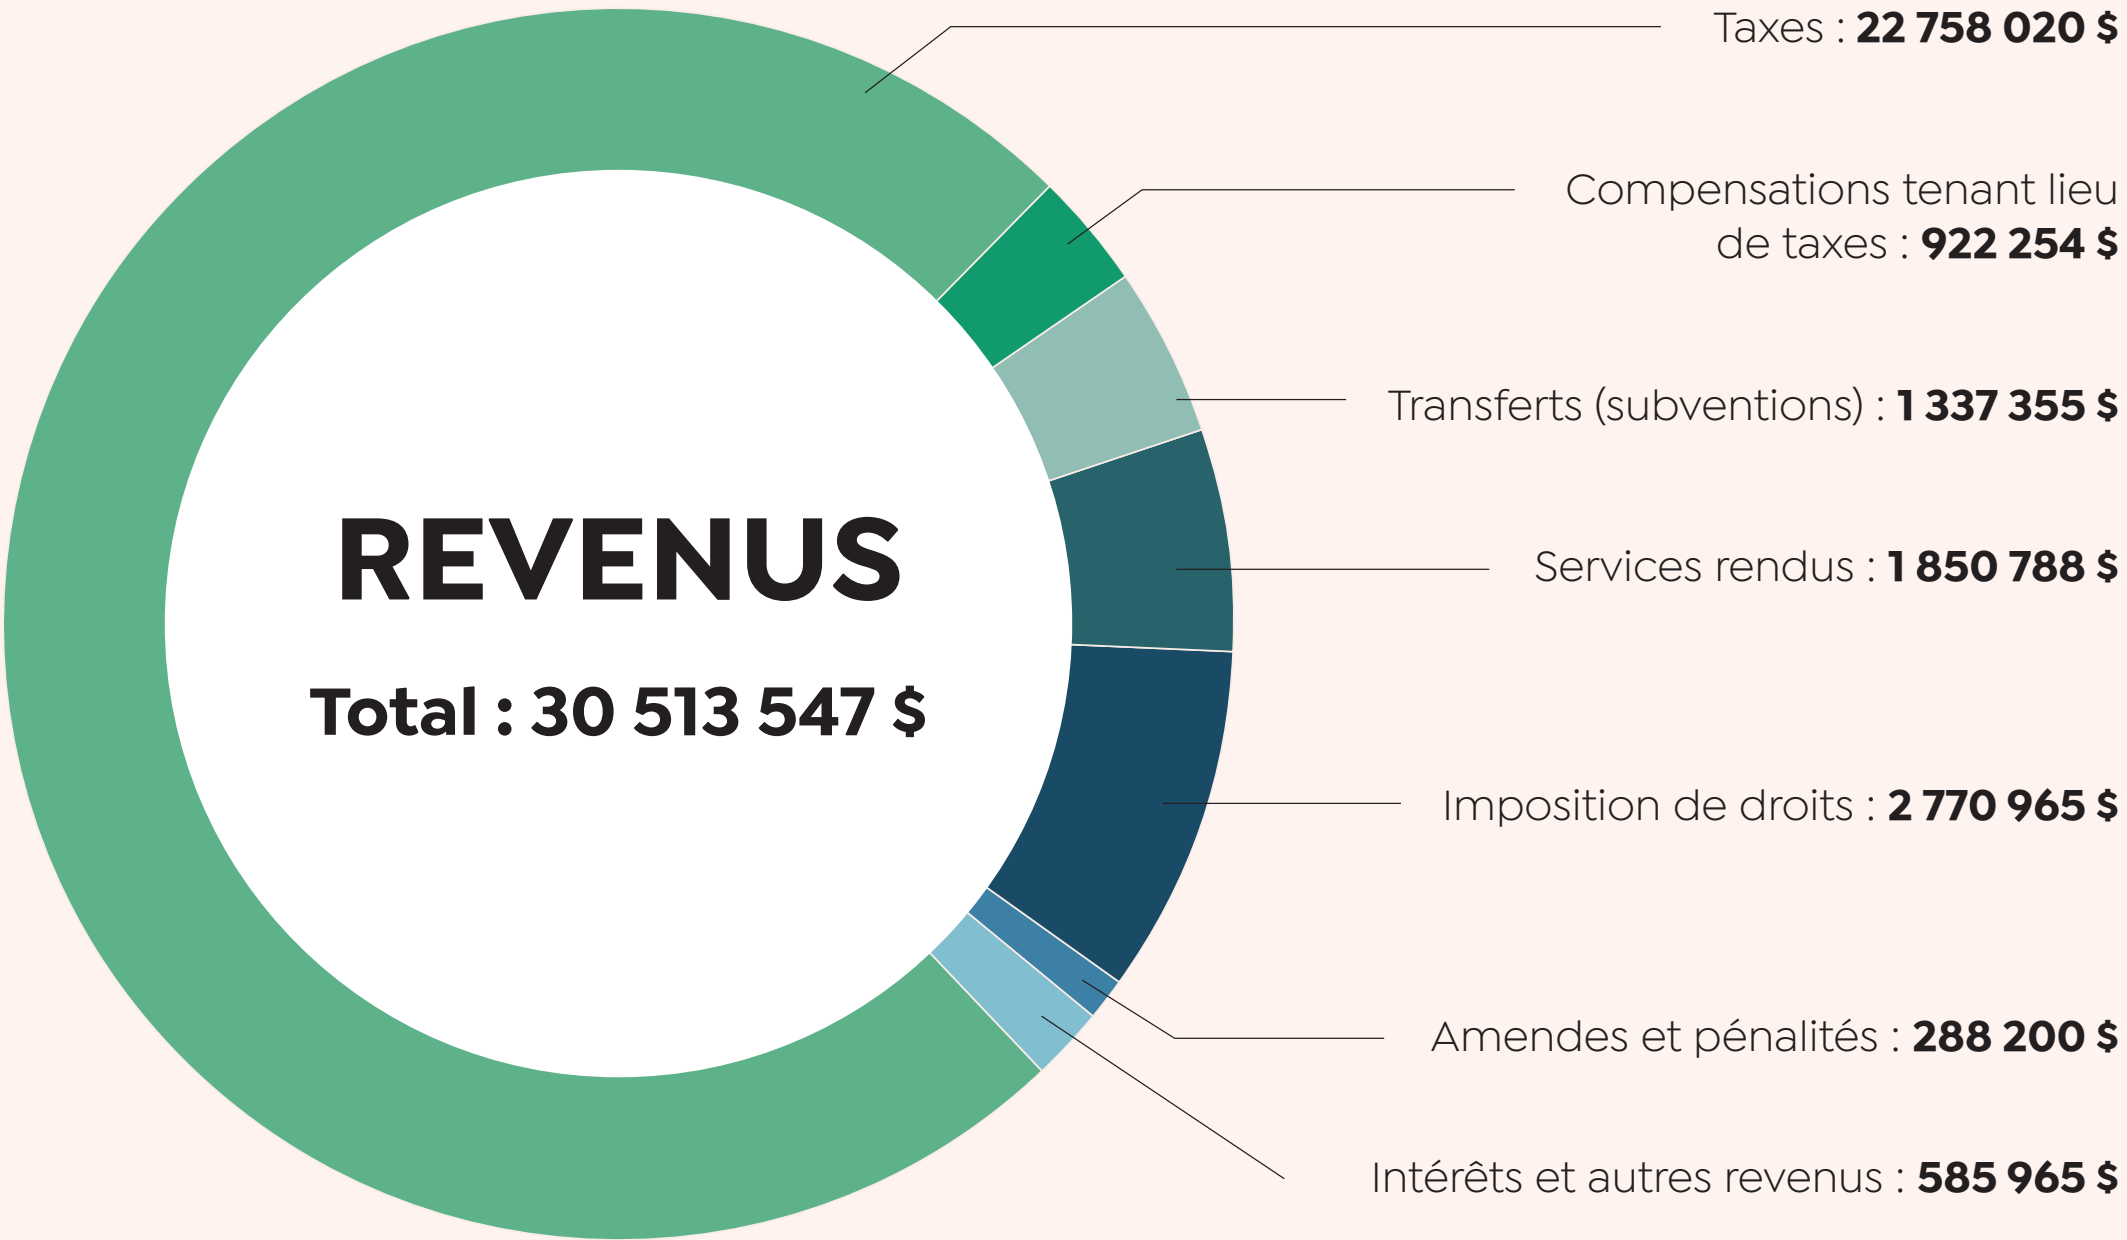 Taxes : 22 758 020 $
Compensations tenant lieu
de taxes : 922 254 $
Transferts (subventions) : 1 337 355 $
Services rendus : 1 850 788 $
REVENUS
Total : 30 513 547 $
Imposition de droits : 2 770 965 $
Amendes et pénalités : 288 200 $
Intérêts et autres revenus : 585 965 $